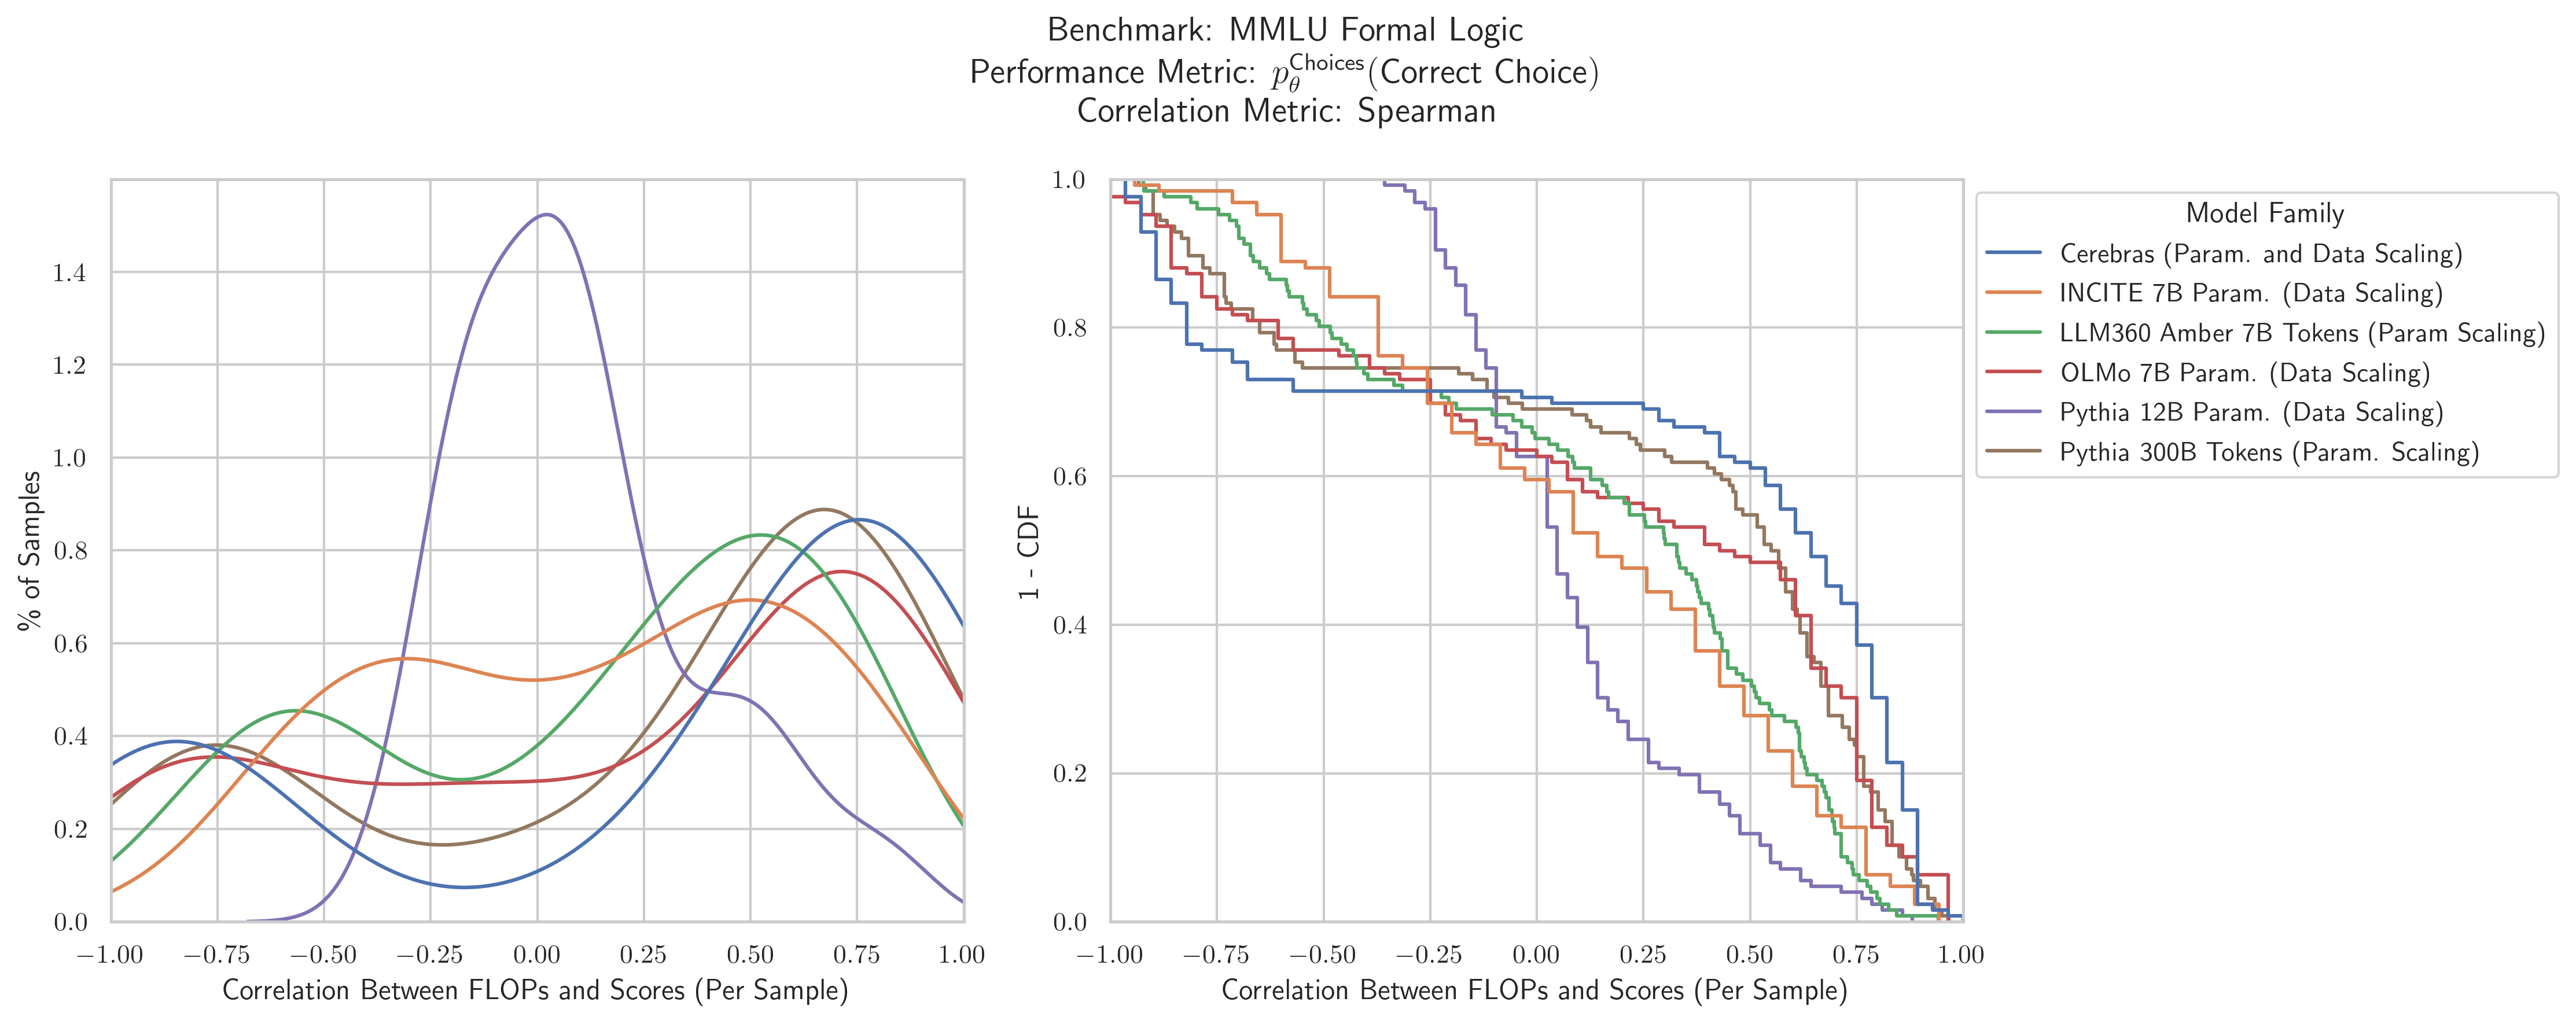 Benchmark: MMLU Formal Logic
Performance Metric: $p_\theta^{\text{Choices}}$(Correct Choice)
Correlation Metric: Spearman
% of Samples
1.4
1.2
1.0
0.8
0.6
0.4
0.2
0.0
−1.00 −0.75 −0.50 −0.25 0.00 0.25 0.50 0.75 1.00
Correlation Between FLOPs and Scores (Per Sample)
1 - CDF
1.0
0.8
0.6
0.4
0.2
0.0
−1.00 −0.75 −0.50 −0.25 0.00 0.25 0.50 0.75 1.00
Correlation Between FLOPs and Scores (Per Sample)
Model Family
Cerebras (Param. and Data Scaling)
INCITE 7B Param. (Data Scaling)
LLM360 Amber 7B Tokens (Param Scaling)
OLMo 7B Param. (Data Scaling)
Pythia 12B Param. (Data Scaling)
Pythia 300B Tokens (Param. Scaling)